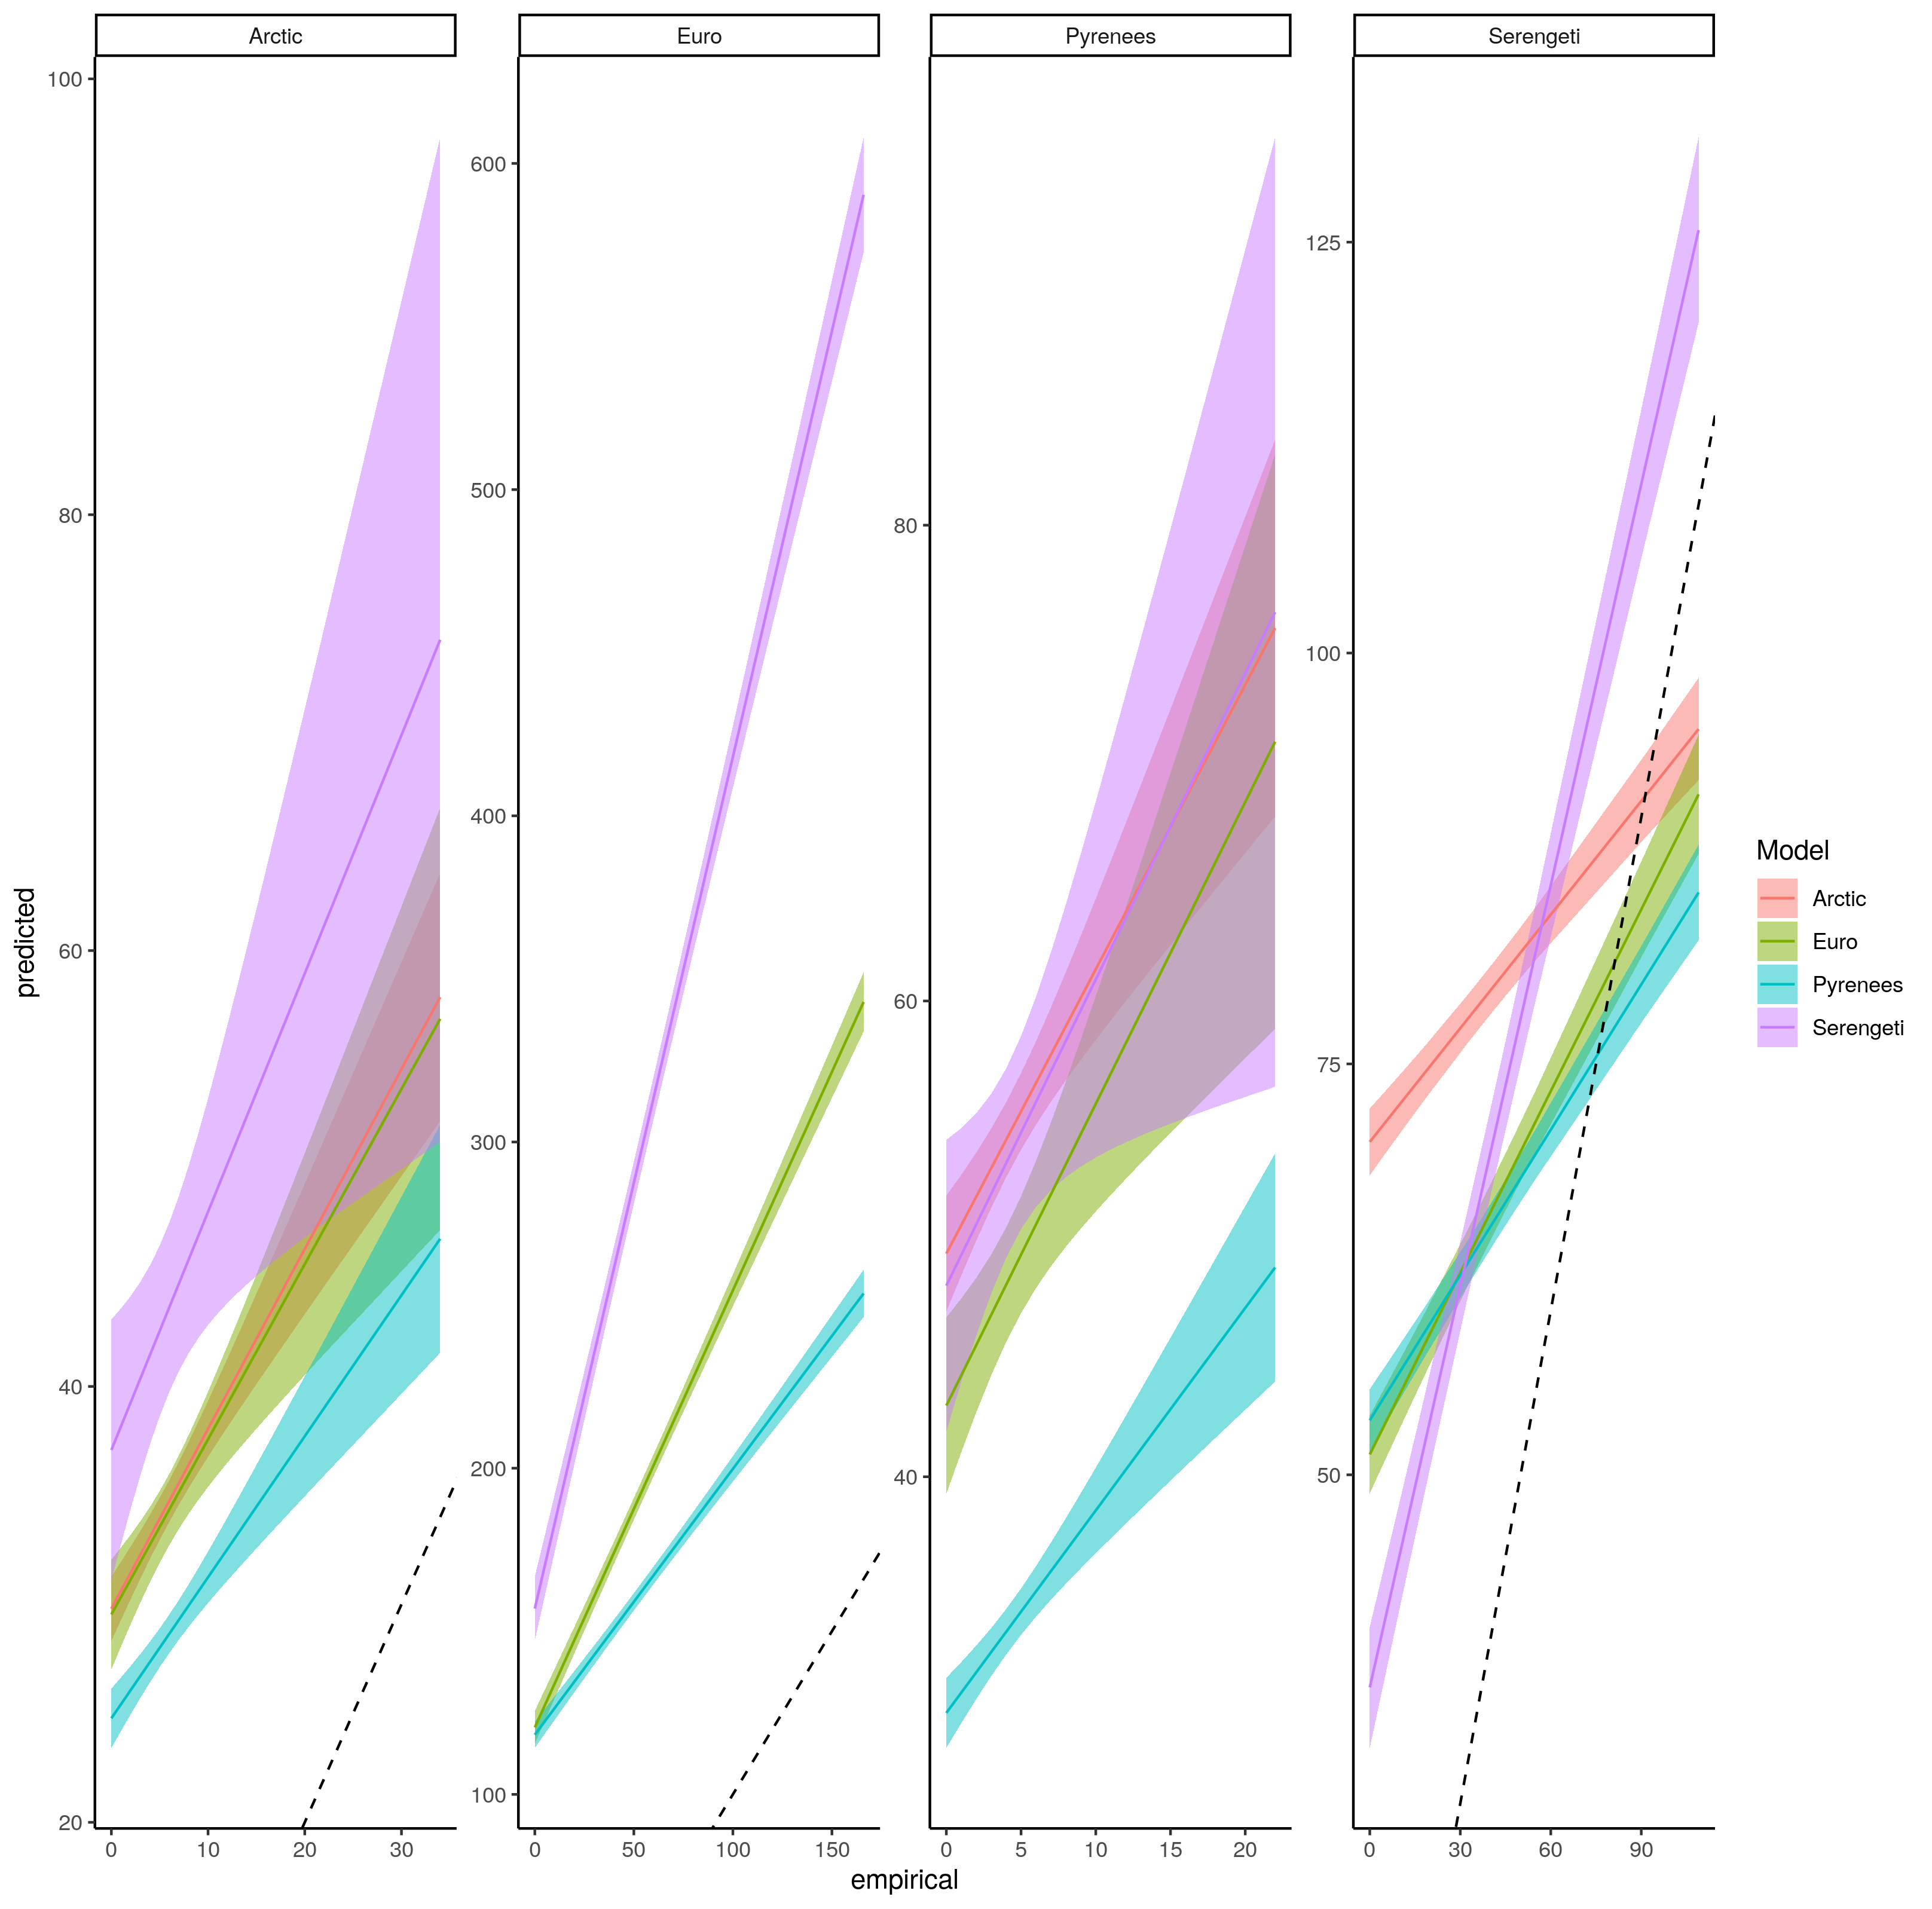 Arctic Euro Pyrenees Serengeti
100
80
60
40
20
600
500
400
300
200
100
80
60
40
125
100
75
50
predicted
0 10 20 30
0 50 100 150
0 5 10 15 20
0 30 60 90
empirical
Model
Arctic
Euro
Pyrenees
Serengeti